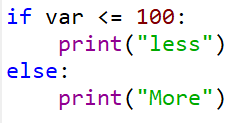 if var <= 100:
    print("less")
else:
    print("More")